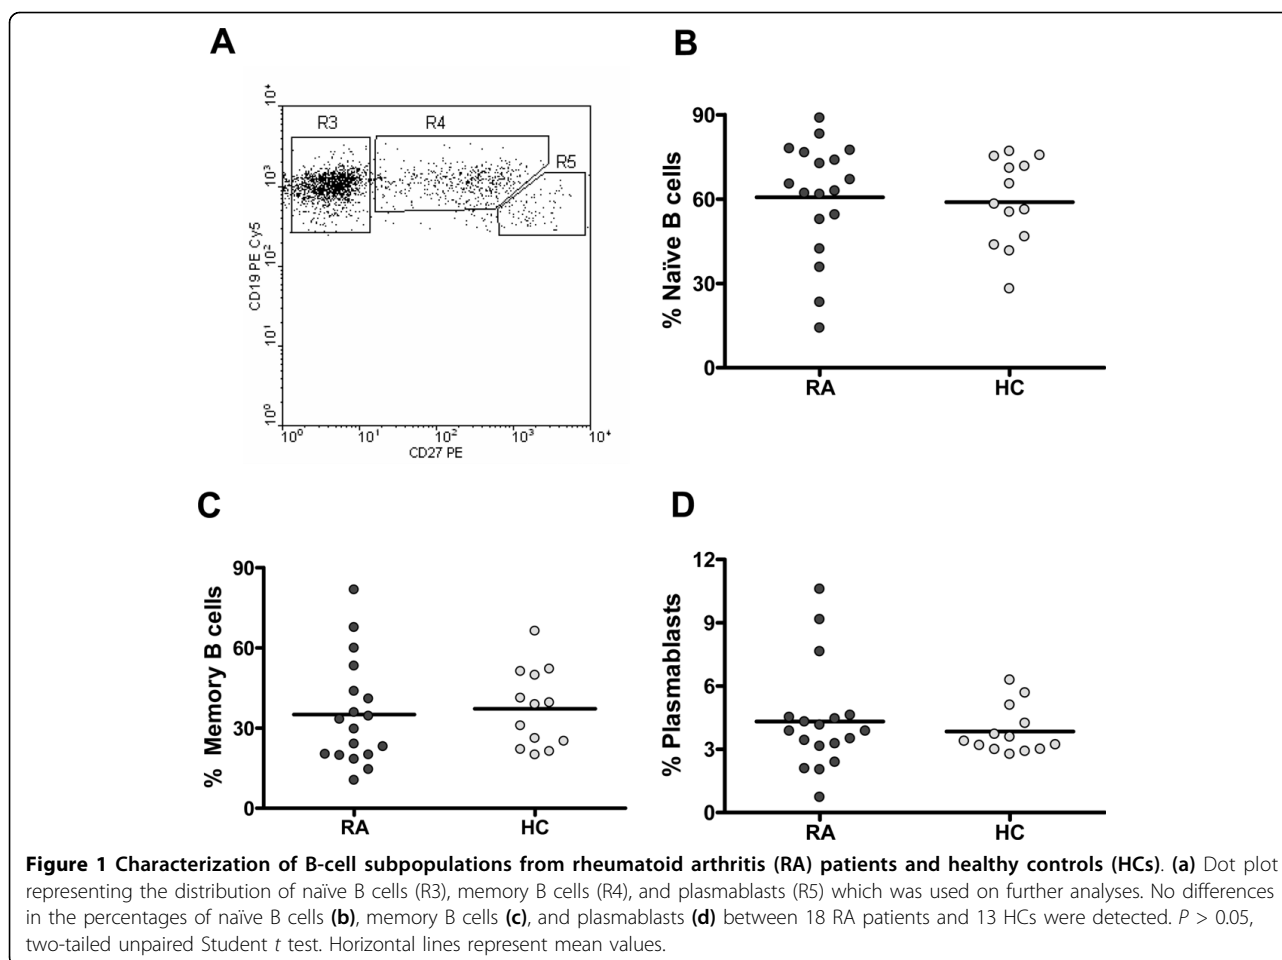 A
10⁴
R3
R4
R5
10³
CD19 PE Cy5
10²
10¹
10⁰
10⁰ 10¹ 10² 10³ 10⁴
CD27 PE
B
90
60
30
0
% Naïve B cells
RA HC
C
90
60
30
0
% Memory B cells
RA HC
D
12
9
6
3
0
% Plasmablasts
RA HC
Figure 1 Characterization of B-cell subpopulations from rheumatoid arthritis (RA) patients and healthy controls (HCs). (a) Dot plot
representing the distribution of naïve B cells (R3), memory B cells (R4), and plasmablasts (R5) which was used on further analyses. No differences
in the percentages of naïve B cells (b), memory B cells (c), and plasmablasts (d) between 18 RA patients and 13 HCs were detected. P > 0.05,
two-tailed unpaired Student t test. Horizontal lines represent mean values.